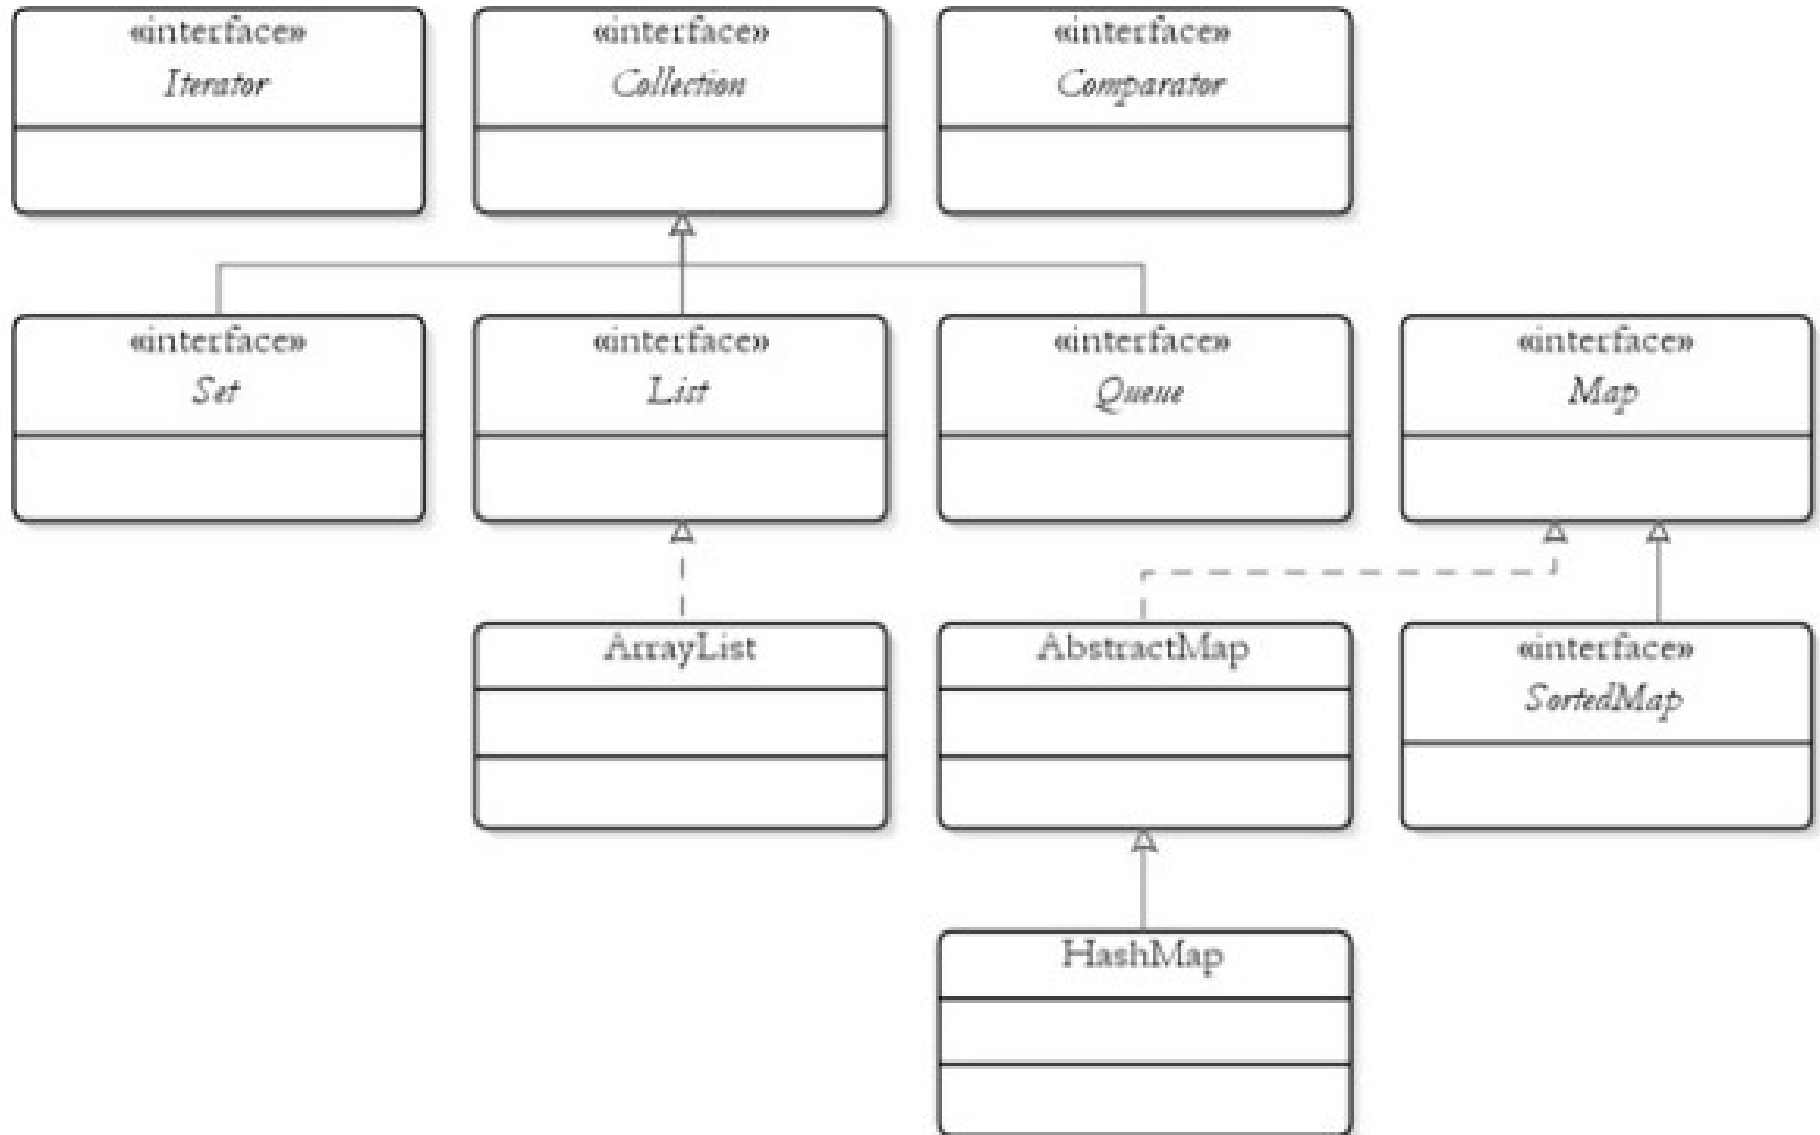 «interface»
Iterator
«interface»
Collection
«interface»
Comparator
«interface»
Set
«interface»
List
«interface»
Queue
«interface»
Map
ArrayList
AbstractMap
«interface»
SortedMap
HashMap